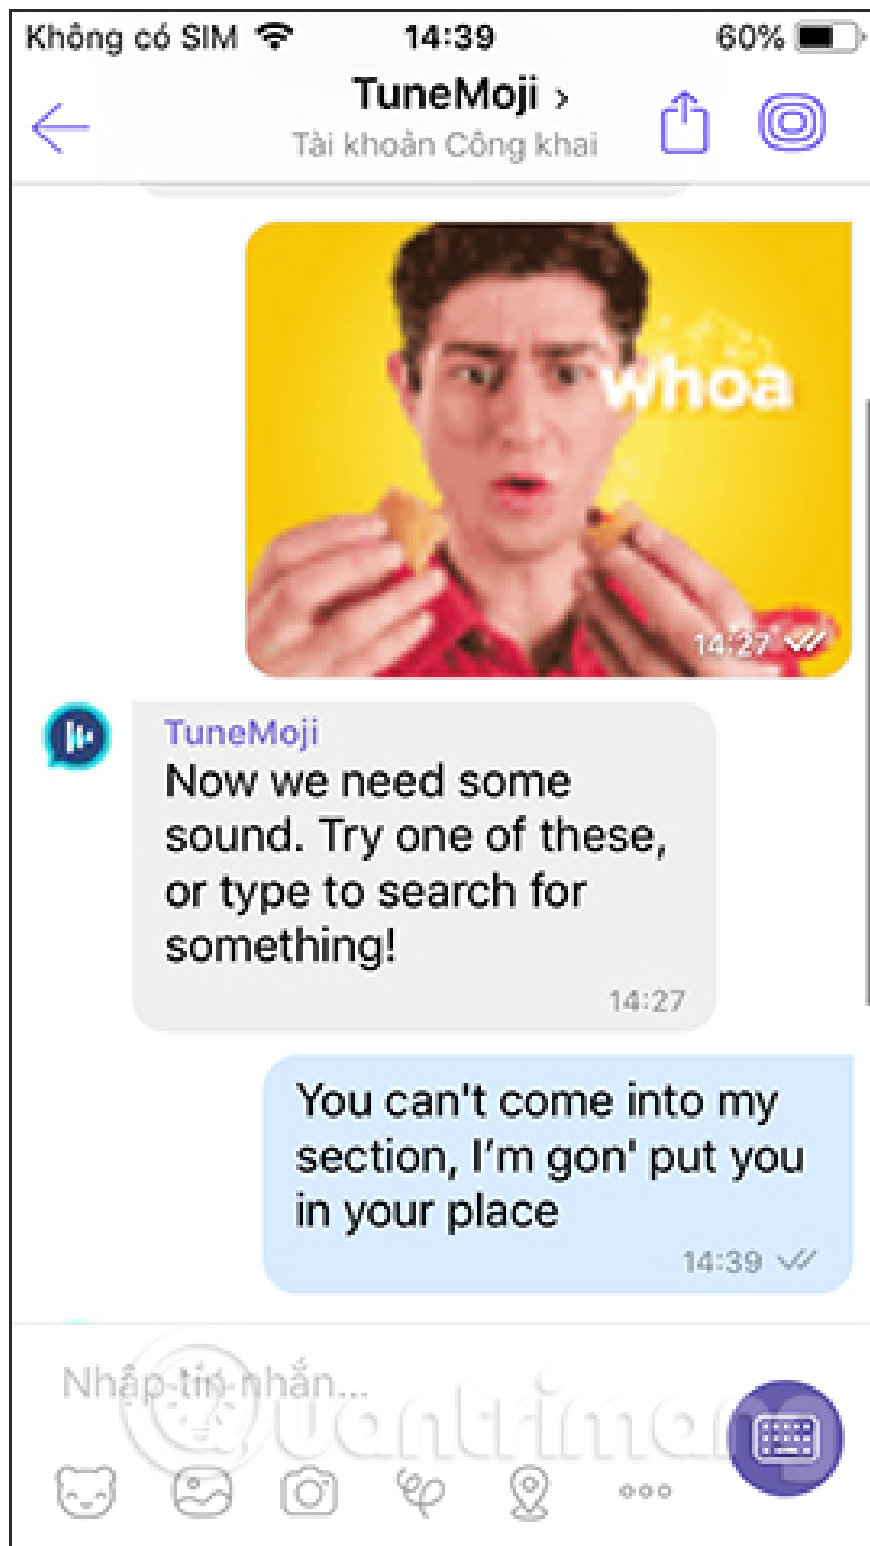 Không có SIM 14:39 60%
TuneMoji
Tài khoản Công khai
whoa
14:27
TuneMoji
Now we need some
sound. Try one of these,
or type to search for
something!
14:27
You can't come into my
section, I’m gon' put you
in your place
14:39
Nhập tin nhắn...
Quantrimang